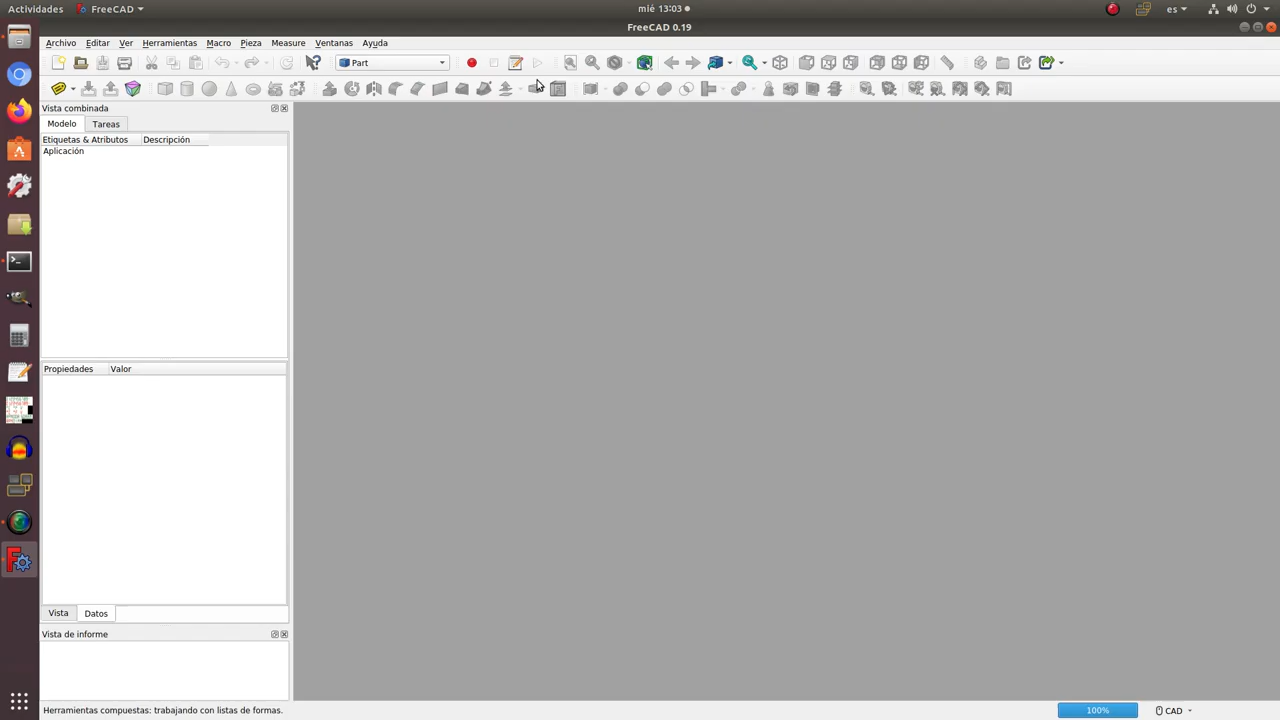 Actividades FreeCAD mié 13:03 es
FreeCAD 0.19
Archivo Editar Ver Herramientas Macro Pieza Measure Ventanas Ayuda
Part
Vista combinada
Modelo Tareas
Etiquetas & Atributos Descripción
Aplicación
Propiedades Valor
Vista Datos
Vista de informe
Herramientas compuestas: trabajando con listas de formas. 100% CAD